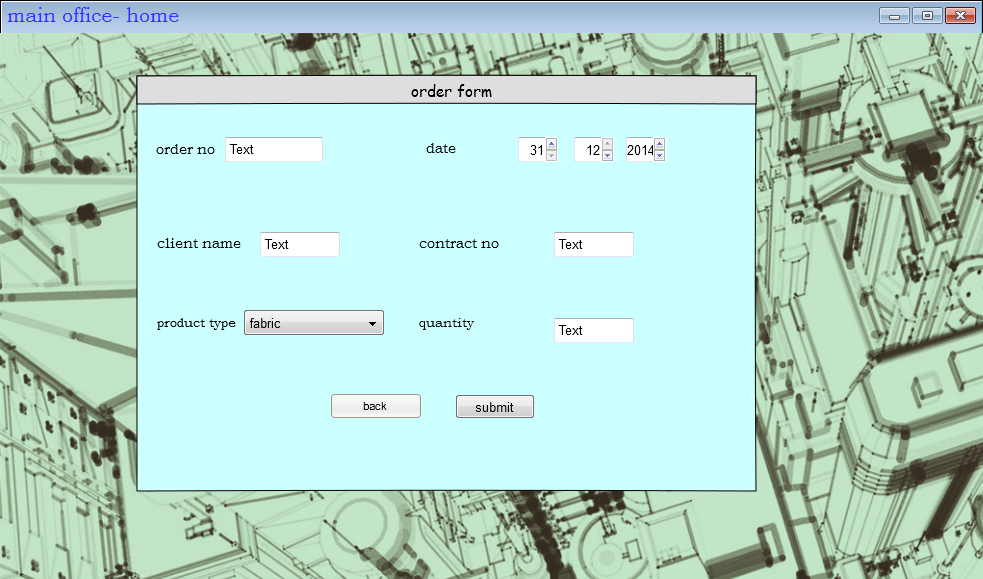 main office- home
order form
order no Text date 31 12 2014
client name Text contract no Text
product type fabric quantity Text
back submit